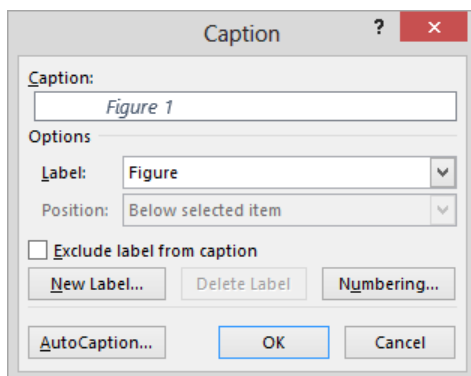 Caption
?
Caption:
Figure 1
Options
Label: Figure
Position: Below selected item
Exclude label from caption
New Label... Delete Label Numbering...
AutoCaption... OK Cancel